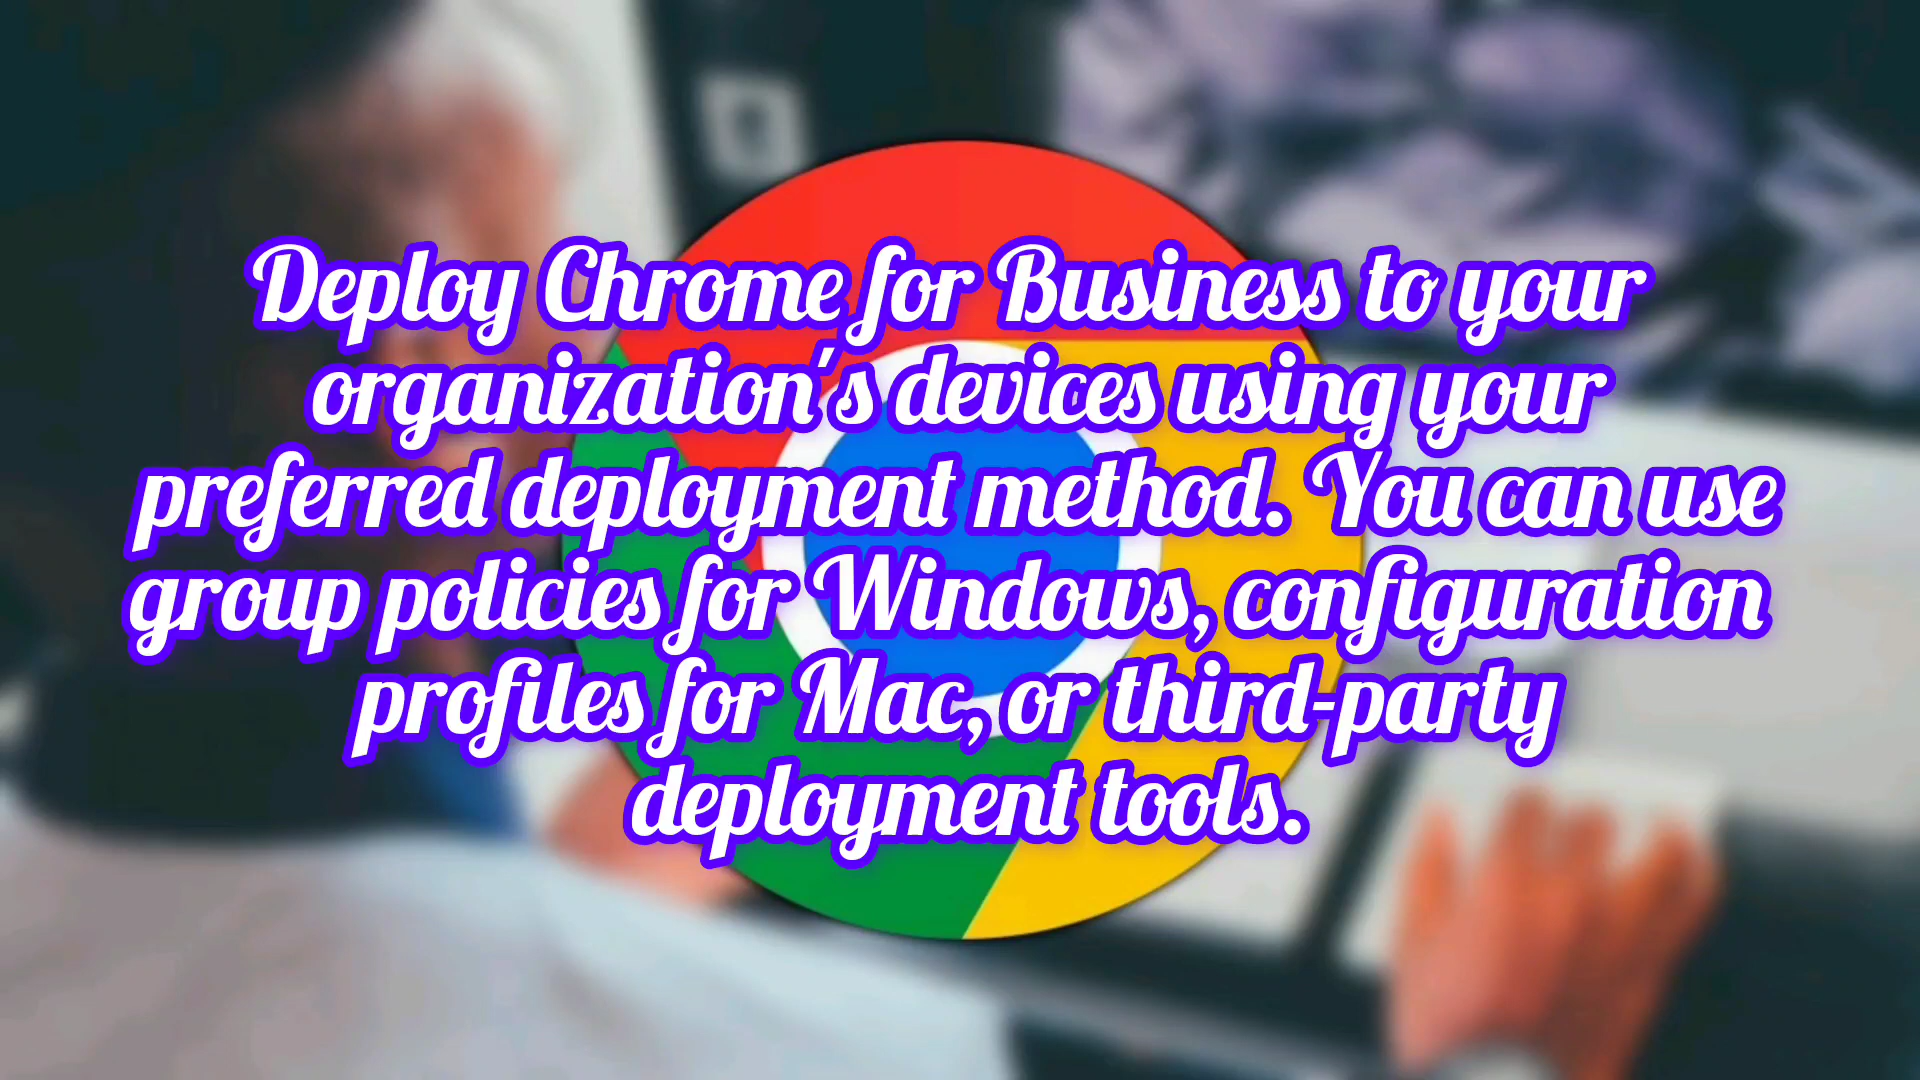 Deploy Chrome for Business to your
organization's devices using your
preferred deployment method. You can use
group policies for Windows, configuration
profiles for Mac, or third-party
deployment tools.